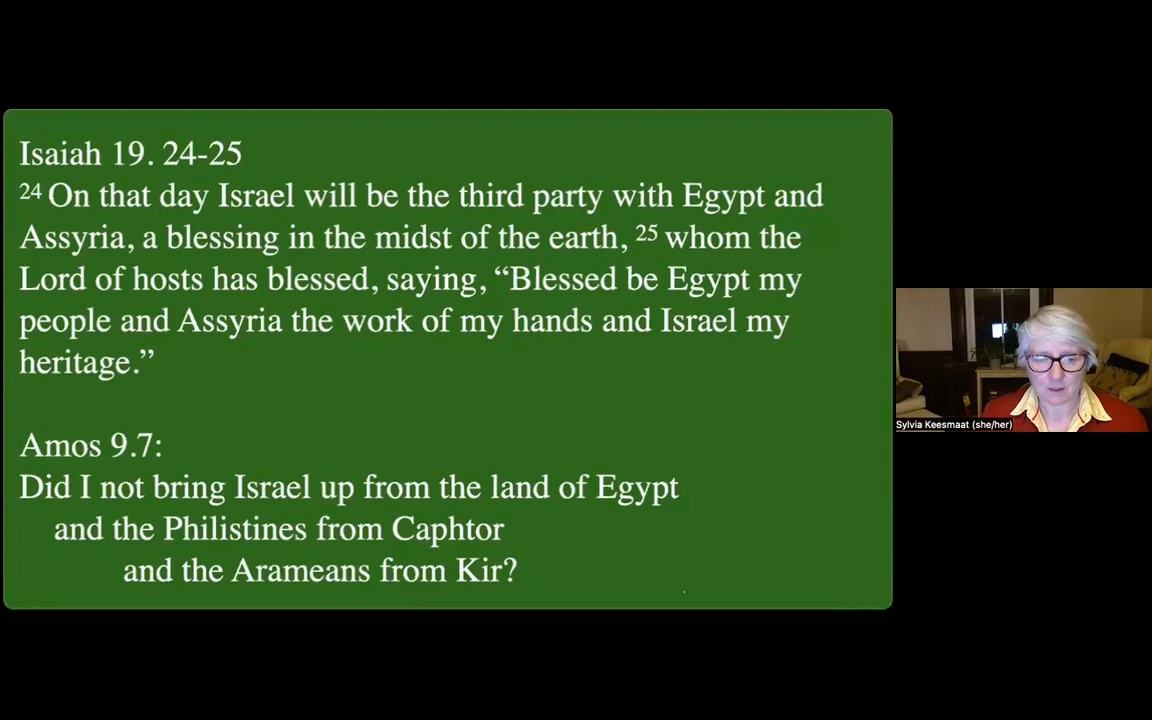 Isaiah 19. 24-25
24 On that day Israel will be the third party with Egypt and
Assyria, a blessing in the midst of the earth, 25 whom the
Lord of hosts has blessed, saying, “Blessed be Egypt my
people and Assyria the work of my hands and Israel my
heritage.”
Amos 9.7:
Did I not bring Israel up from the land of Egypt
and the Philistines from Caphtor
and the Arameans from Kir?
Sylvia Keesmaat (she/her)